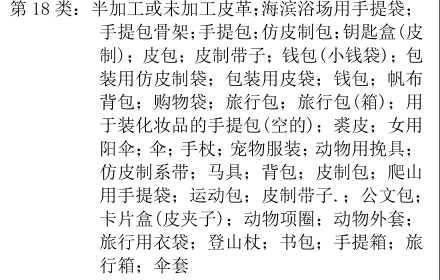 第 18 类：半加工或未加工皮革;海滨浴场用手提袋；
手提包骨架;手提包;仿皮制包;钥匙盒(皮
制)；皮包；皮制带子；钱包(小钱袋)；包
装用仿皮制袋；包装用皮袋；钱包；帆布
背包；购物袋；旅行包；旅行包(箱)；用
于装化妆品的手提包(空的)；裘皮；女用
阳伞；伞；手杖；宠物服装；动物用挽具；
仿皮制系带；马具；背包；皮制包；爬山
用手提袋；运动包；皮制带子.；公文包；
卡片盒(皮夹子)；动物项圈；动物外套；
旅行用衣袋；登山杖；书包；手提箱；旅
行箱；伞套